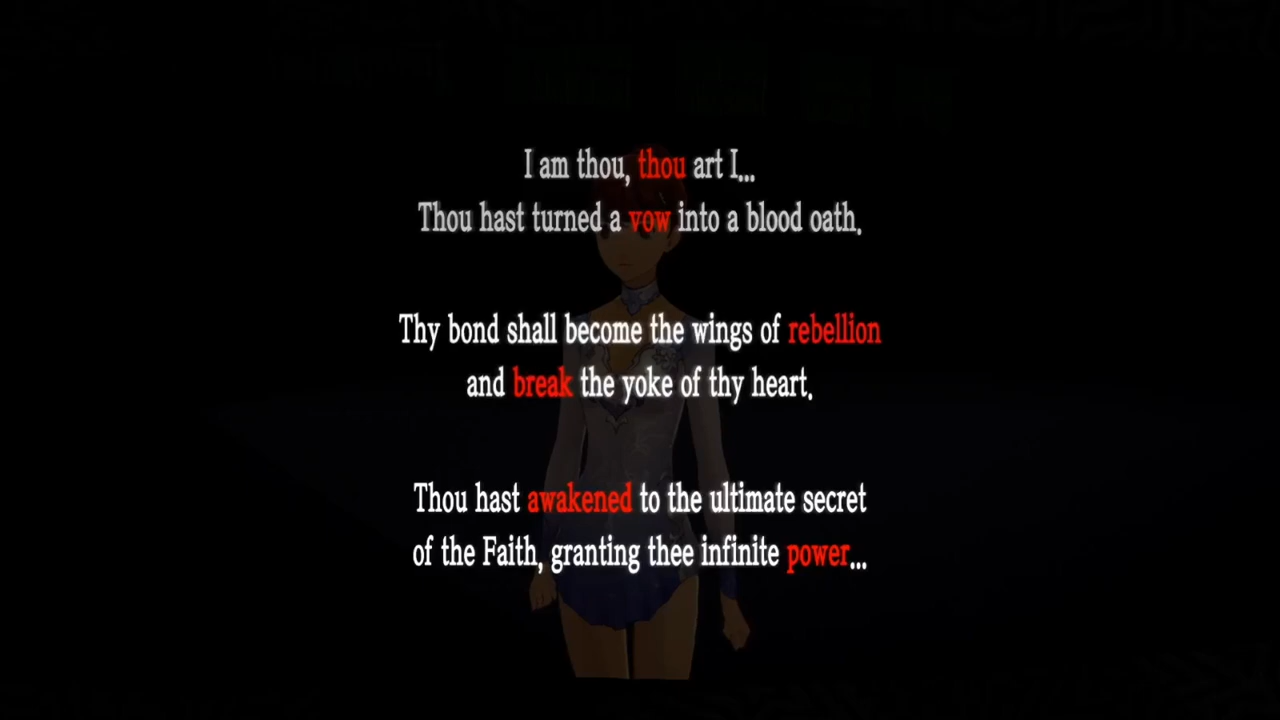 I am thou, thou art I...
Thou hast turned a vow into a blood oath.
Thy bond shall become the wings of rebellion
and break the yoke of thy heart.
Thou hast awakened to the ultimate secret
of the Faith, granting thee infinite power...